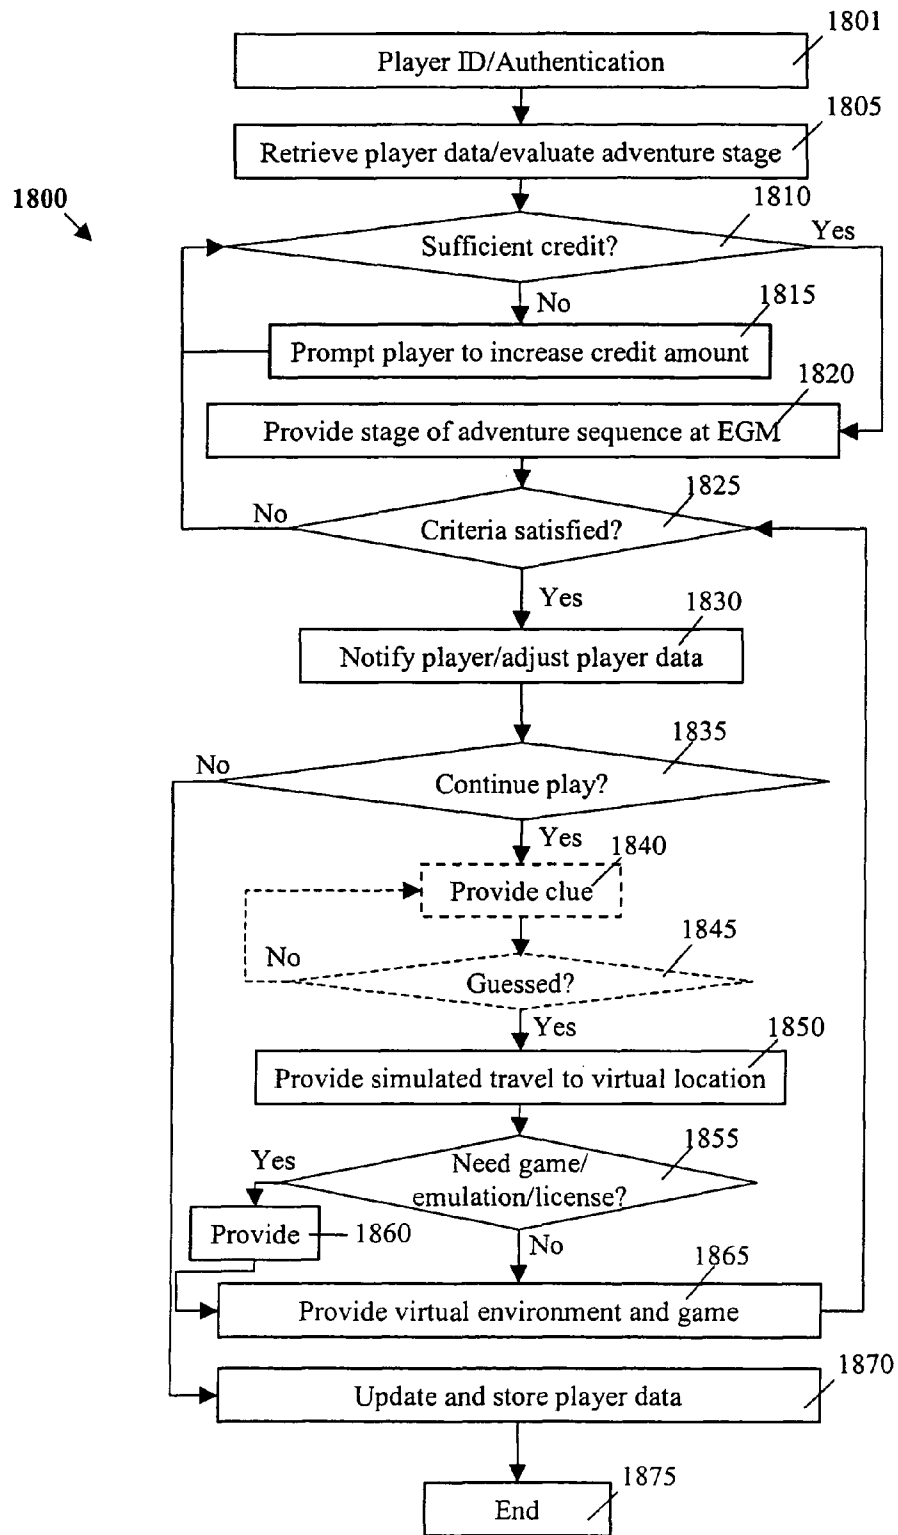 1801
Player ID/Authentication
1805
Retrieve player data/evaluate adventure stage
1800
1810
Sufficient credit?
Yes
No
1815
Prompt player to increase credit amount
1820
Provide stage of adventure sequence at EGM
1825
No
Criteria satisfied?
Yes
1830
Notify player/adjust player data
1835
No
Continue play?
Yes
1840
Provide clue
1845
No
Guessed?
Yes
1850
Provide simulated travel to virtual location
1855
Yes
Need game/
emulation/license?
Provide
1860
No
1865
Provide virtual environment and game
1870
Update and store player data
1875
End